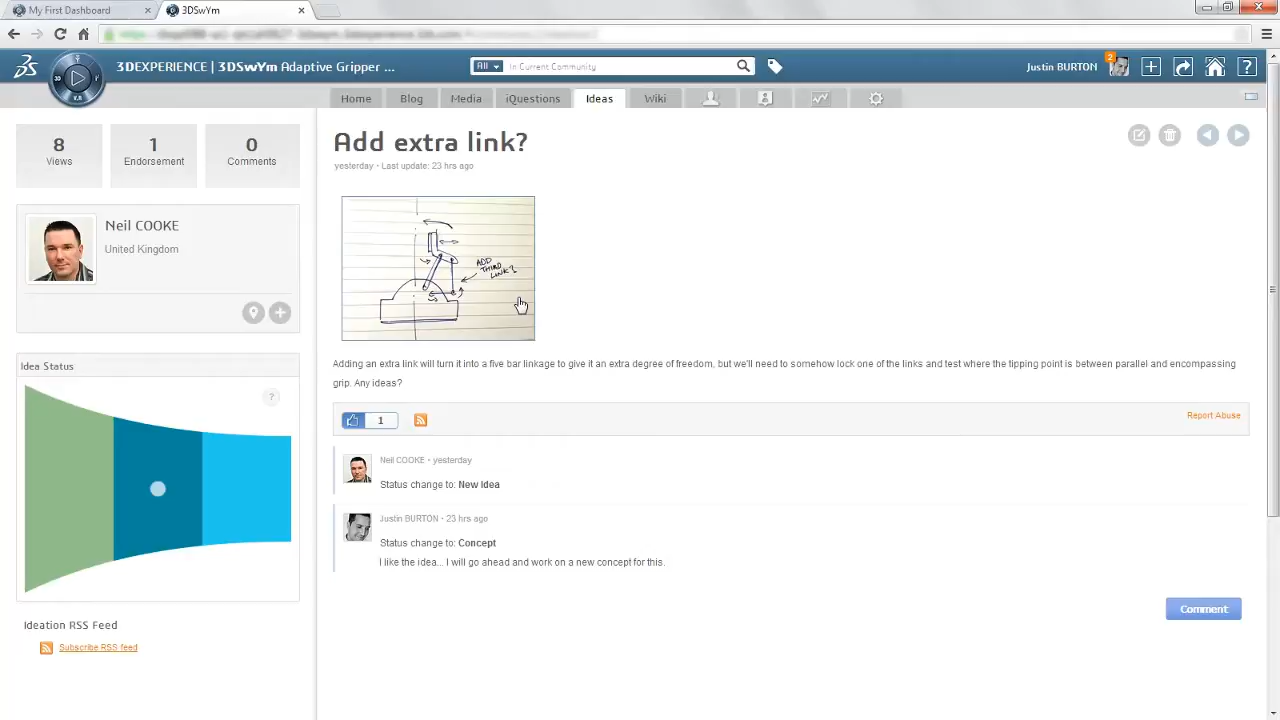 My First Dashboard
3DSwYm
3DEXPERIENCE | 3DSwYm Adaptive Gripper ...
All
In Current Community
Justin BURTON
2
Home
Blog
Media
iQuestions
Ideas
Wiki
8
Views
1
Endorsement
0
Comments
Neil COOKE
United Kingdom
Idea Status
?
Ideation RSS Feed
Subscribe RSS feed
Add extra link?
yesterday • Last update: 23 hrs ago
ADD
THIRD
LINK?
Adding an extra link will turn it into a five bar linkage to give it an extra degree of freedom, but we'll need to somehow lock one of the links and test where the tipping point is between parallel and encompassing
grip. Any ideas?
1
Report Abuse
Neil COOKE • yesterday
Status change to: New Idea
Justin BURTON • 23 hrs ago
Status change to: Concept
I like the idea... I will go ahead and work on a new concept for this.
Comment